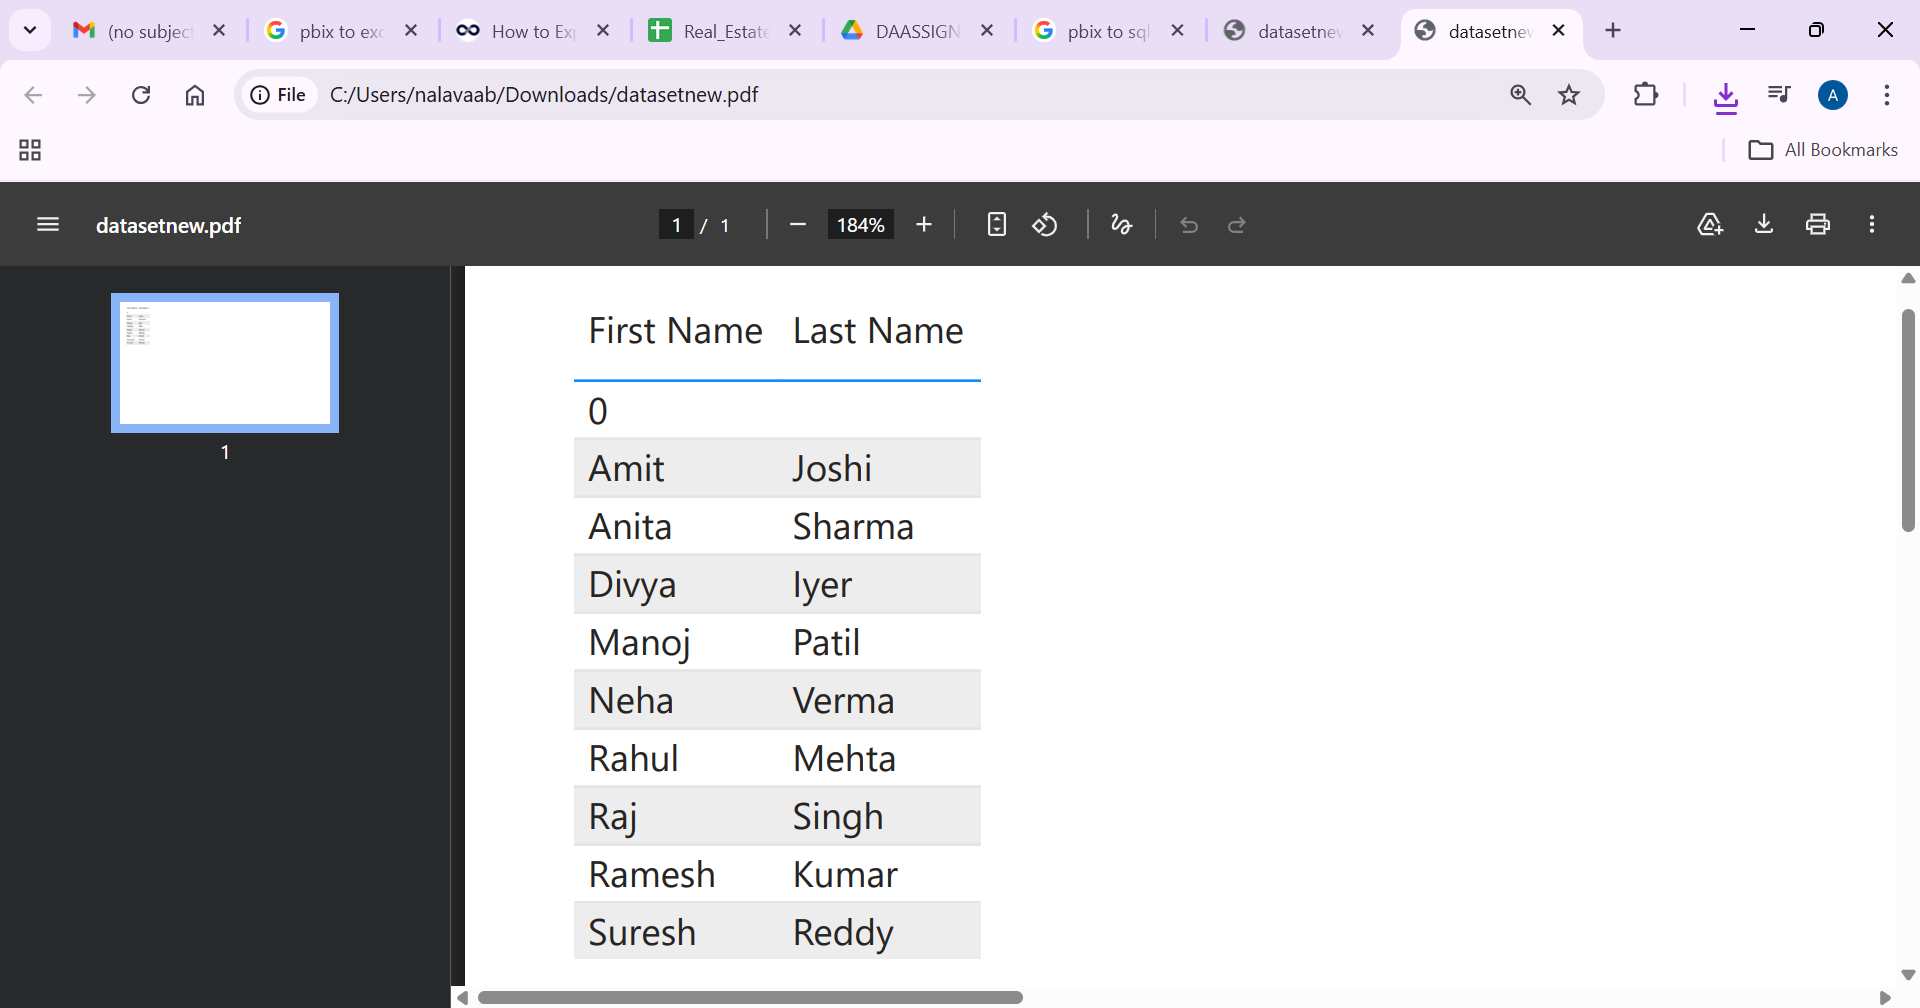 (no subjec
pbix to exc
How to Exp
Real_Estate
DAASSIGN
pbix to sql
datasetnew
datasetnew
File C:/Users/nalavaab/Downloads/datasetnew.pdf
A
All Bookmarks
datasetnew.pdf
1 / 1
184%
1
First Name Last Name
0
Amit Joshi
Anita Sharma
Divya Iyer
Manoj Patil
Neha Verma
Rahul Mehta
Raj Singh
Ramesh Kumar
Suresh Reddy